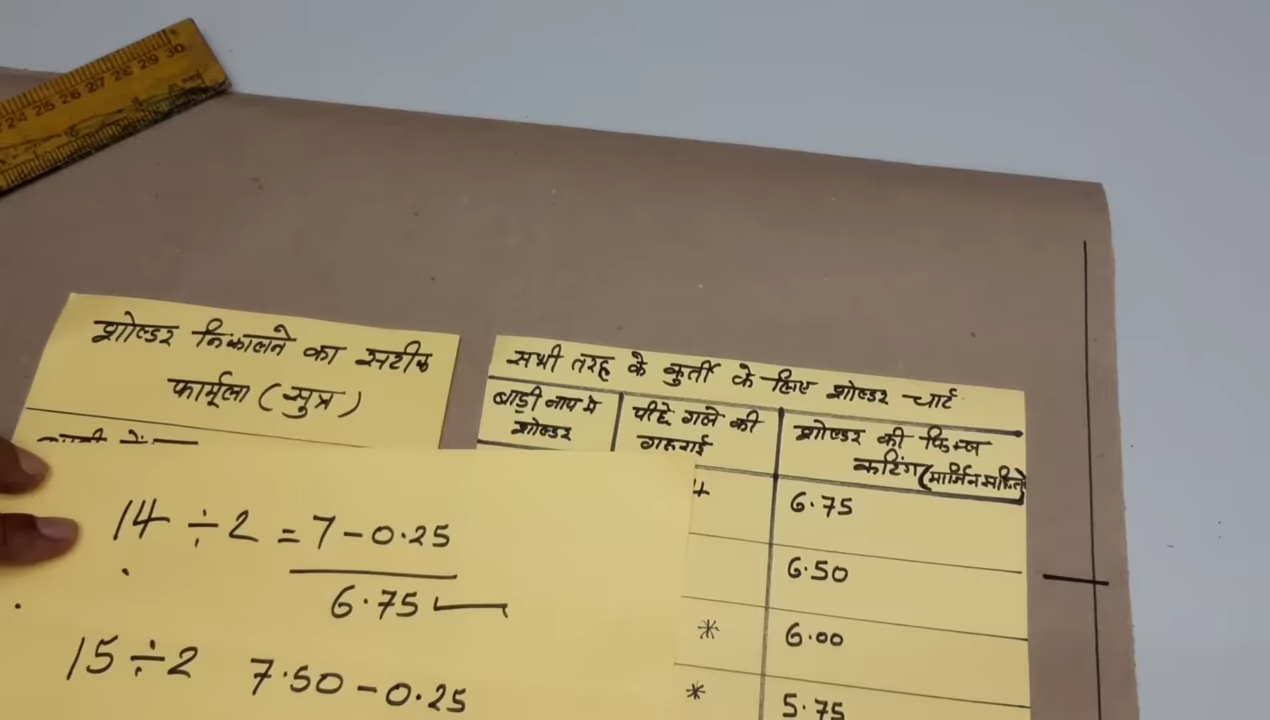 24 25 26 27 28 29 30
शोल्डर निकालने का सटीक
फार्मूला (सुत्र)
सभी तरह के कुर्ती के लिए शोल्डर चार्ट
बाड़ी नाप मे
शोल्डर
पीछे गले की
गहराई
शोल्डर की फिनिश
कटिंग (मार्जिन सहित)
6.75
6.50
* 6.00
* 5.75
14 ÷ 2 = 7 - 0.25
6.75
15 ÷ 2 7.50 - 0.25